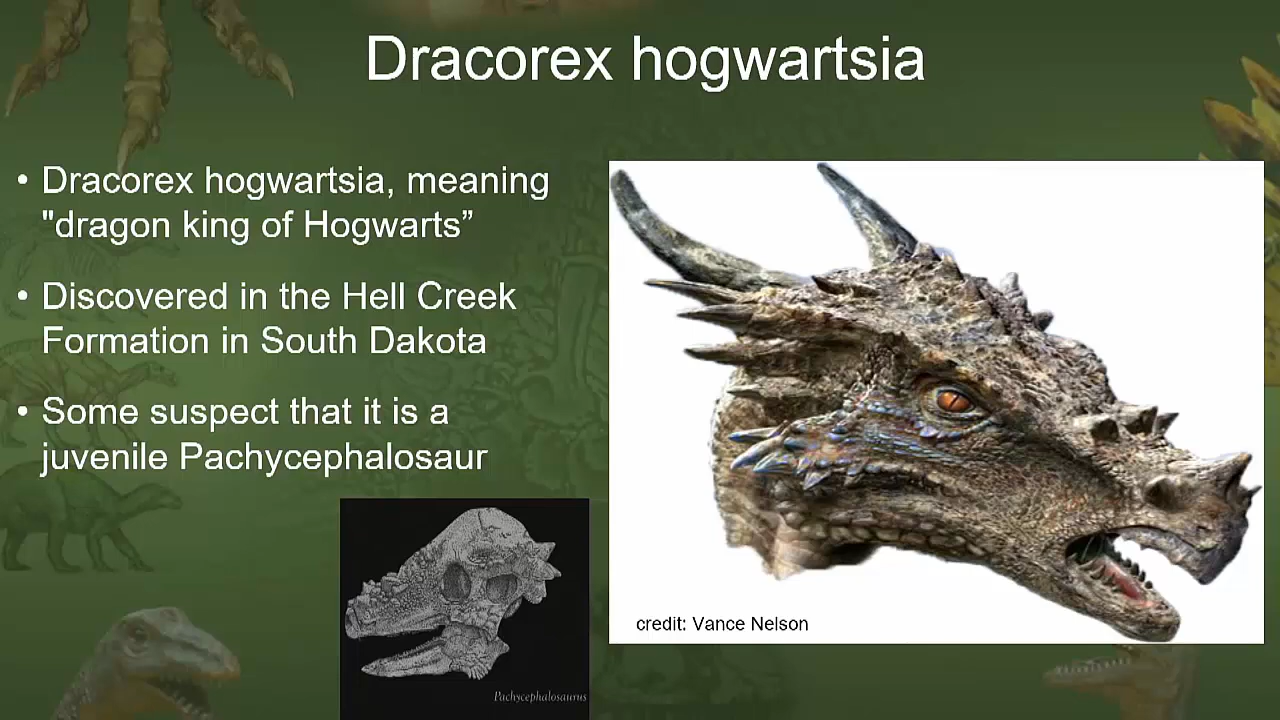 Dracorex hogwartsia
• Dracorex hogwartsia, meaning
"dragon king of Hogwarts”
• Discovered in the Hell Creek
Formation in South Dakota
• Some suspect that it is a
juvenile Pachycephalosaur
Pachycephalosaurus
credit: Vance Nelson